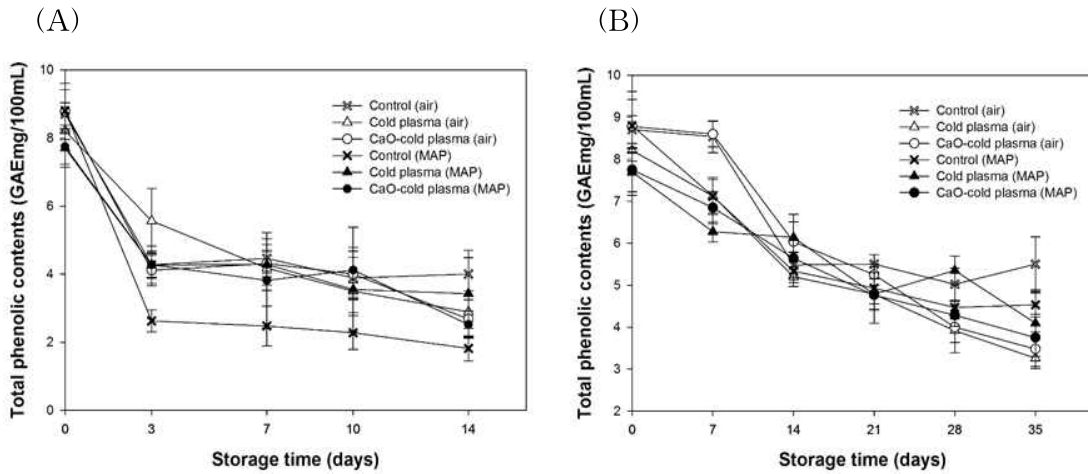 (A)
Total phenolic contents (GAEmg/100mL)
10
8
6
4
2
0
Control (air)
Cold plasma (air)
CaO-cold plasma (air)
Control (MAP)
Cold plasma (MAP)
CaO-cold plasma (MAP)
0 3 7 10 14
Storage time (days)
(B)
Total phenolic contents (GAEmg/100mL)
10
9
8
7
6
5
4
3
2
Control (air)
Cold plasma (air)
CaO-cold plasma (air)
Control (MAP)
Cold plasma (MAP)
CaO-cold plasma (MAP)
0 7 14 21 28 35
Storage time (days)